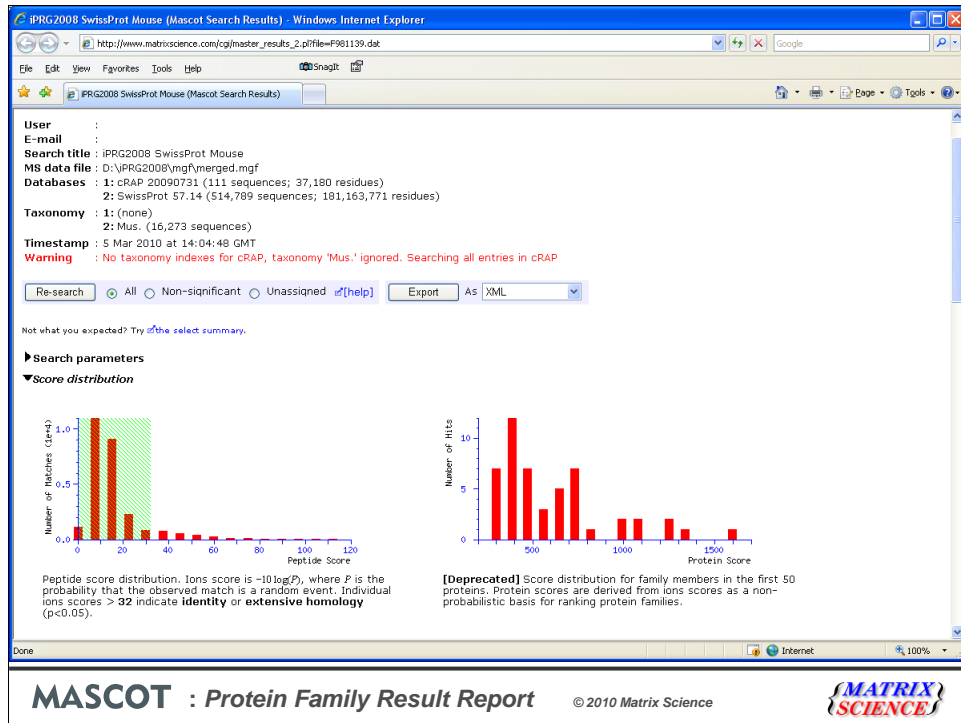 iPRG2008 SwissProt Mouse (Mascot Search Results) - Windows Internet Explorer
http://www.matrixscience.com/cgi/master_results_2.pl?file=F981139.dat
Google
File Edit View Favorites Tools Help SnagIt
iPRG2008 SwissProt Mouse (Mascot Search Results)
Page Tools
User :
E-mail :
Search title : iPRG2008 SwissProt Mouse
MS data file : D:\iPRG2008\mgf\merged.mgf
Databases : 1: cRAP 20090731 (111 sequences; 37,180 residues)
2: SwissProt 57.14 (514,789 sequences; 181,163,771 residues)
Taxonomy : 1: (none)
2: Mus. (16,273 sequences)
Timestamp : 5 Mar 2010 at 14:04:48 GMT
Warning : No taxonomy indexes for cRAP, taxonomy 'Mus.' ignored. Searching all entries in cRAP
Re-search All Non-significant Unassigned [help] Export As XML
Not what you expected? Try the select summary.
Search parameters
Score distribution
Number of Matches (1e+4)
1.0
0.5
0.0
0 20 40 60 80 100 120
Peptide Score
Number of Hits
10
5
0
500 1000 1500
Protein Score
Peptide score distribution. Ions score is -10log(P), where P is the
probability that the observed match is a random event. Individual
ions scores > 32 indicate identity or extensive homology
(p<0.05).
[Deprecated] Score distribution for family members in the first 50
proteins. Protein scores are derived from ions scores as a non-
probabilistic basis for ranking protein families.
Done Internet 100%
MASCOT : Protein Family Result Report © 2010 Matrix Science
MATRIX
SCIENCE